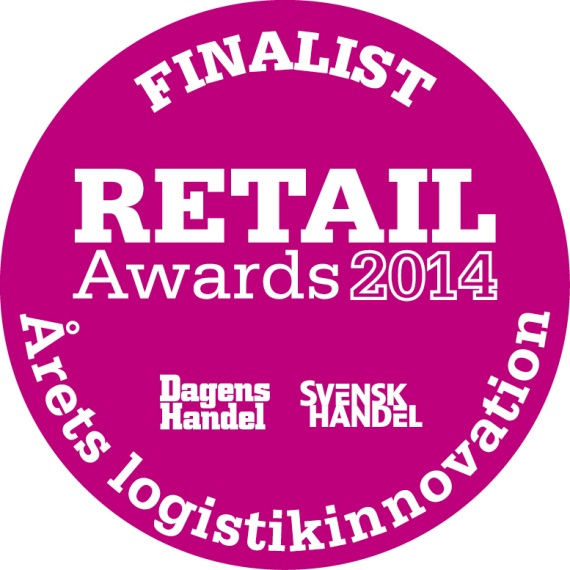 FINALIST
RETAIL
Awards 2014
Dagens
Handel
SVENSK
HANDEL
Årets logistikinnovation